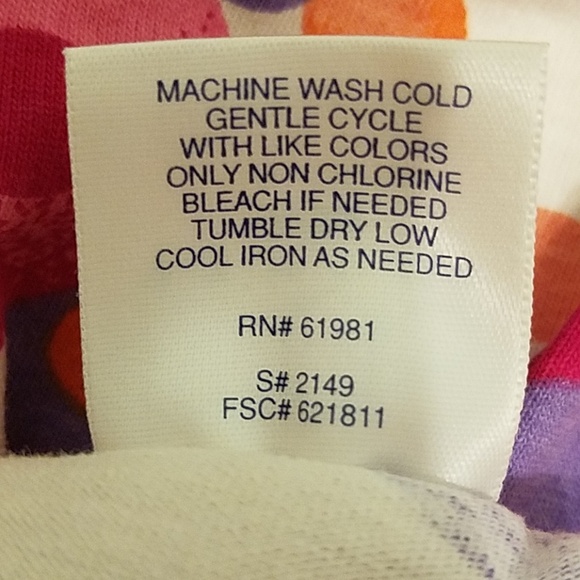 MACHINE WASH COLD
GENTLE CYCLE
WITH LIKE COLORS
ONLY NON CHLORINE
BLEACH IF NEEDED
TUMBLE DRY LOW
COOL IRON AS NEEDED
RN# 61981
S# 2149
FSC# 621811